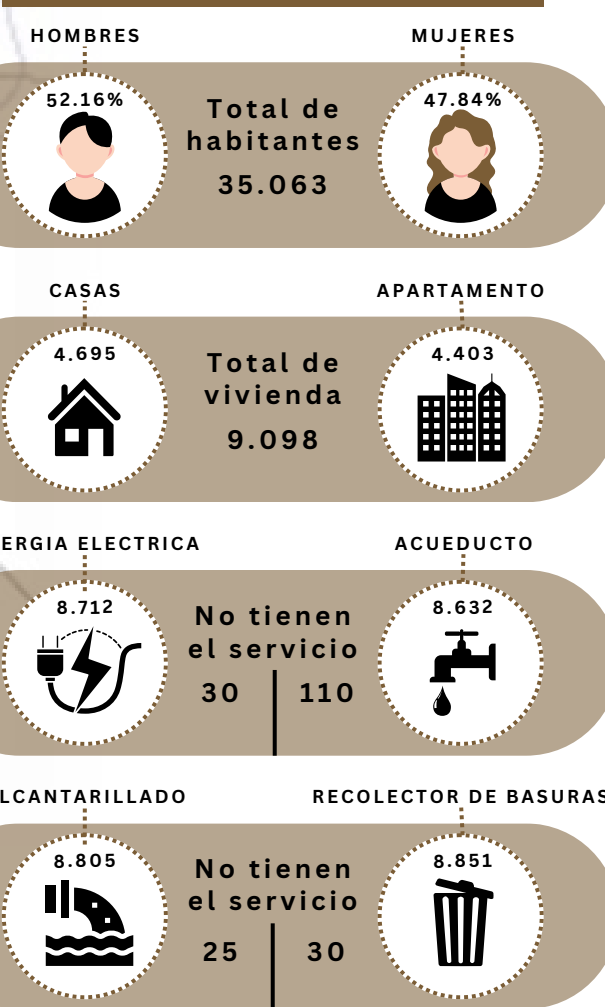 HOMBRES
MUJERES
52.16%
Total de
habitantes
35.063
47.84%
CASAS
APARTAMENTO
4.695
Total de
vivienda
9.098
4.403
ERGIA ELECTRICA
ACUEDUCTO
8.712
No tienen
el servicio
30
110
8.632
LCANTARILLADO
RECOLECTOR DE BASURAS
8.805
No tienen
el servicio
25
30
8.851